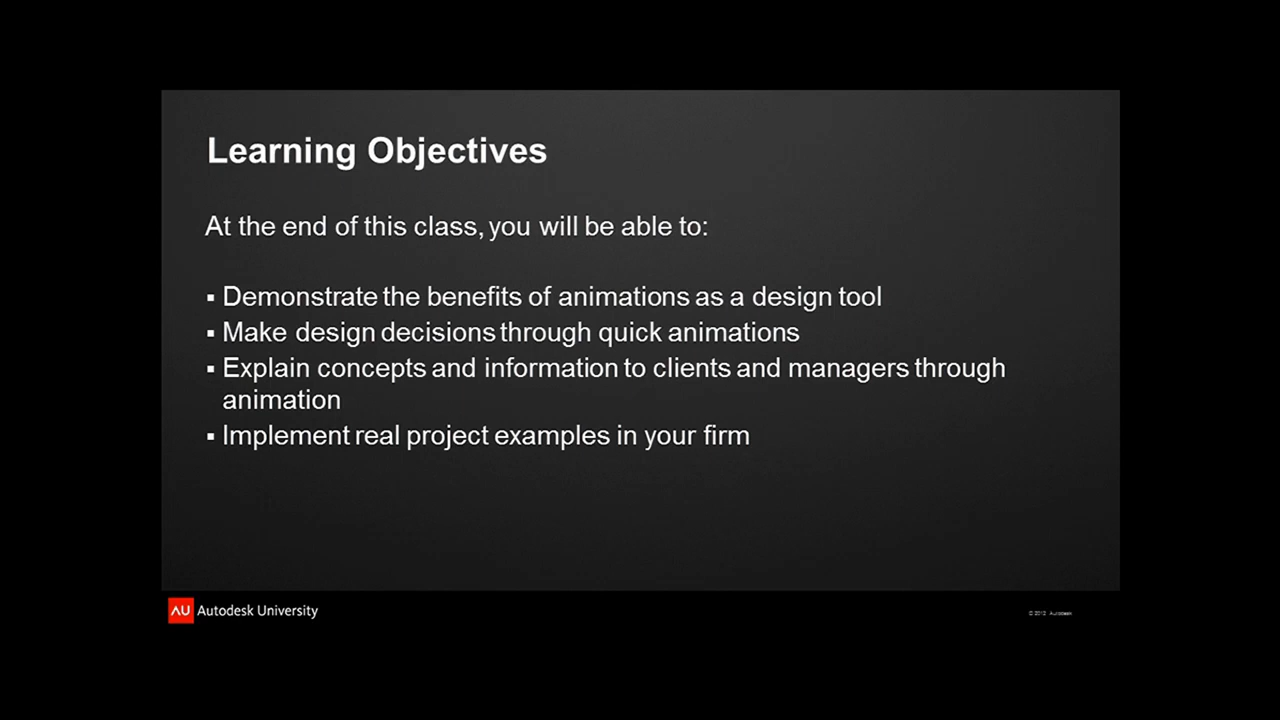 Learning Objectives
At the end of this class, you will be able to:
▪ Demonstrate the benefits of animations as a design tool
▪ Make design decisions through quick animations
▪ Explain concepts and information to clients and managers through
animation
▪ Implement real project examples in your firm
AU Autodesk University
© 2012 Autodesk